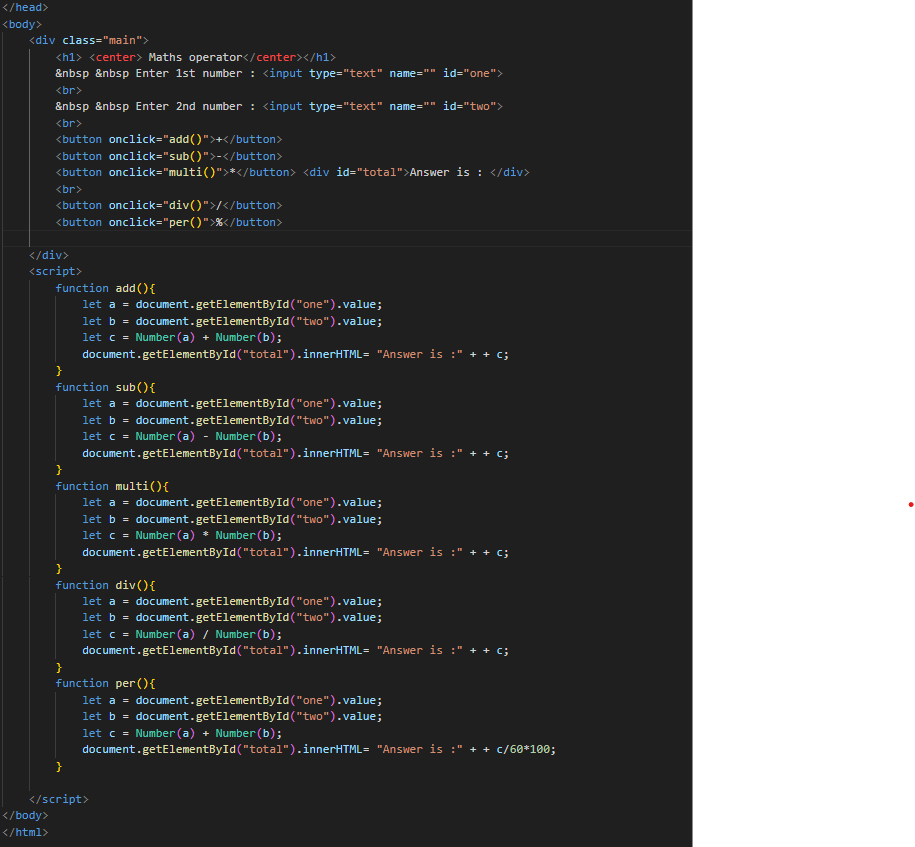 </head>
<body>
<div class="main">
<h1> <center> Maths operator</center></h1>
&nbsp &nbsp Enter 1st number : <input type="text" name="" id="one">
<br>
&nbsp &nbsp Enter 2nd number : <input type="text" name="" id="two">
<br>
<button onclick="add()">+</button>
<button onclick="sub()">-</button>
<button onclick="multi()">*</button> <div id="total">Answer is : </div>
<br>
<button onclick="div()">/</button>
<button onclick="per()">%</button>
</div>
<script>
function add(){
let a = document.getElementById("one").value;
let b = document.getElementById("two").value;
let c = Number(a) + Number(b);
document.getElementById("total").innerHTML= "Answer is :" + + c;
}
function sub(){
let a = document.getElementById("one").value;
let b = document.getElementById("two").value;
let c = Number(a) - Number(b);
document.getElementById("total").innerHTML= "Answer is :" + + c;
}
function multi(){
let a = document.getElementById("one").value;
let b = document.getElementById("two").value;
let c = Number(a) * Number(b);
document.getElementById("total").innerHTML= "Answer is :" + + c;
}
function div(){
let a = document.getElementById("one").value;
let b = document.getElementById("two").value;
let c = Number(a) / Number(b);
document.getElementById("total").innerHTML= "Answer is :" + + c;
}
function per(){
let a = document.getElementById("one").value;
let b = document.getElementById("two").value;
let c = Number(a) + Number(b);
document.getElementById("total").innerHTML= "Answer is :" + + c/60*100;
}
</script>
</body>
</html>